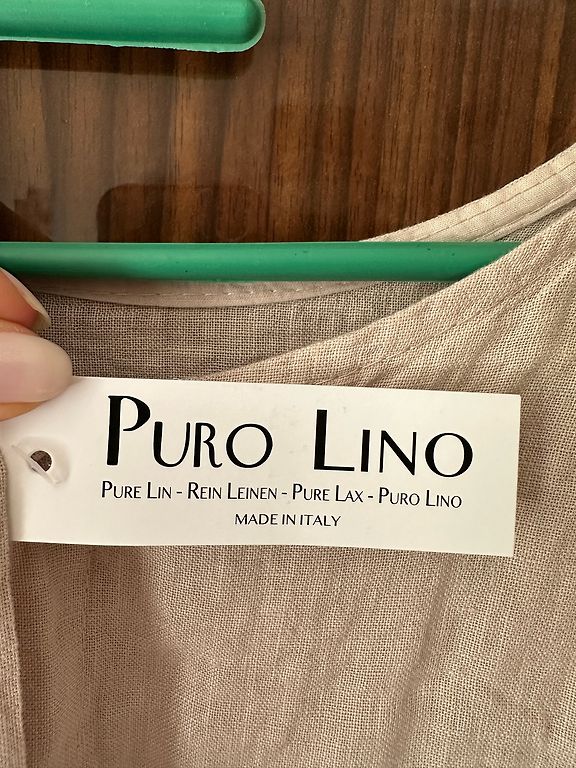 PURO LINO
PURE LIN - REIN LEINEN - PURE LAX - PURO LINO
MADE IN ITALY